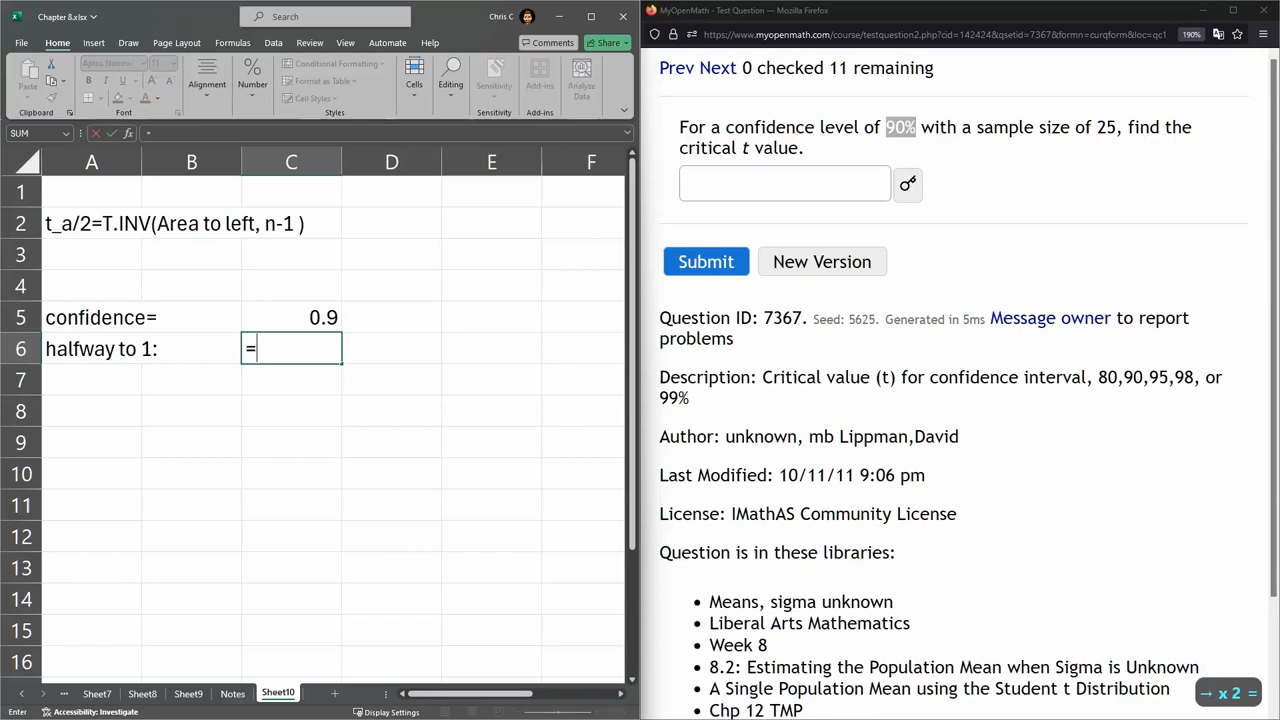 Chapter 8.xlsx
Search
Chris C
File Home Insert Draw Page Layout Formulas Data Review View Automate Help
Comments Share
Paste
Aptos Narrow 11
B I U
Clipboard Font
Alignment Number
Conditional Formatting
Format as Table
Cell Styles
Styles
Cells Editing Sensitivity Add-ins Analyze Data
Sensitivity Add-ins
SUM fx =
A B C D E F
1
2 t_a/2=T.INV(Area to left, n-1 )
3
4
5 confidence= 0.9
6 halfway to 1: =
7
8
9
10
11
12
13
14
15
16
... Sheet7 Sheet8 Sheet9 Notes Sheet10 +
Enter Accessibility: Investigate Display Settings
MyOpenMath - Test Question — Mozilla Firefox
https://www.myopenmath.com/course/testquestion2.php?cid=142424&qsetid=7367&formn=curqform&loc=qc1 190%
Prev Next 0 checked 11 remaining
For a confidence level of 90% with a sample size of 25, find the
critical t value.
Submit New Version
Question ID: 7367. Seed: 5625. Generated in 5ms Message owner to report
problems
Description: Critical value (t) for confidence interval, 80,90,95,98, or
99%
Author: unknown, mb Lippman,David
Last Modified: 10/11/11 9:06 pm
License: IMathAS Community License
Question is in these libraries:
• Means, sigma unknown
• Liberal Arts Mathematics
• Week 8
• 8.2: Estimating the Population Mean when Sigma is Unknown
• A Single Population Mean using the Student t Distribution
• Chp 12 TMP
→ x 2 =